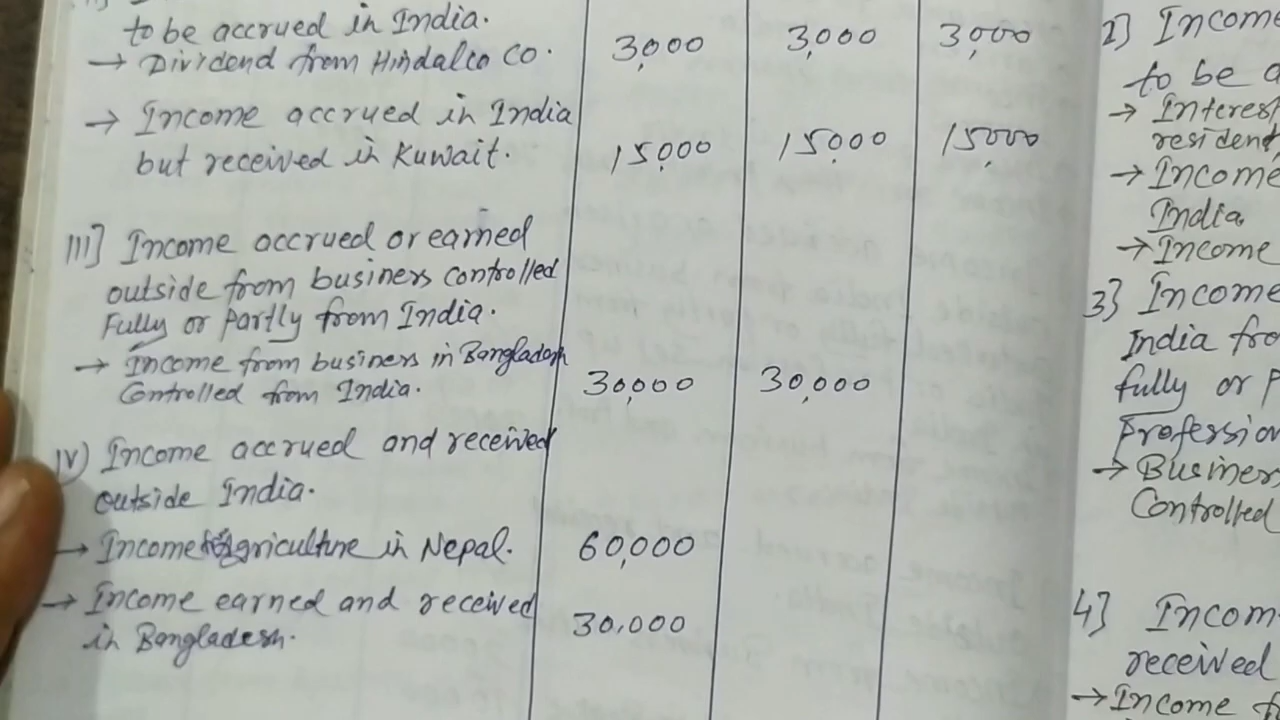 to be accrued in India.
→ Dividend from Hindalco Co. 3,000 3,000 3,000
→ Income accrued in India
but received in Kuwait. 15,000 15,000 15,000
III] Income accrued or earned
outside from business controlled
Fully or Partly from India.
→ Income from business in Bangladesh
Controlled from India. 30,000 30,000
IV) Income accrued and received
outside India.
→ Income Agriculture in Nepal. 60,000
→ Income earned and received
in Bangladesh. 30,000
2] Income
to be
→ Interest
resident,
→ Income
India
→ Income
3} Income
India fro
fully or P
Profession
→ Business
Controlled
4} Incom
received
→ Income f